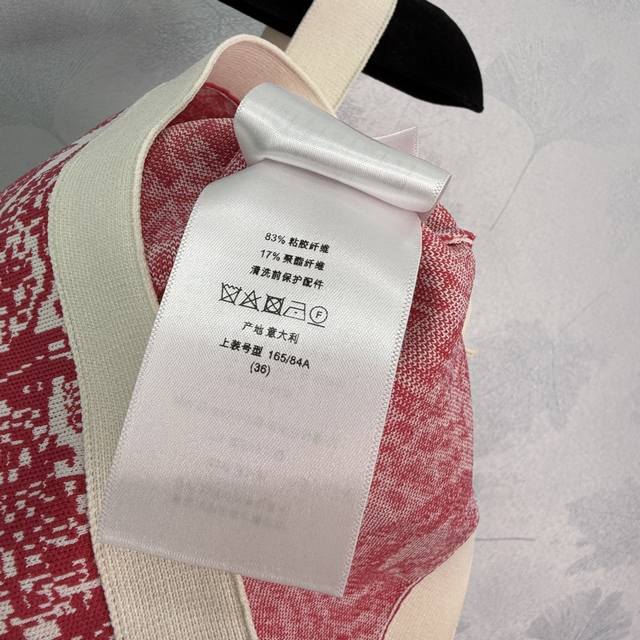 83% 粘胶纤维
17% 聚酯纤维
清洗前保护配件
F
产地意大利
上装号型 165/84A
(36)